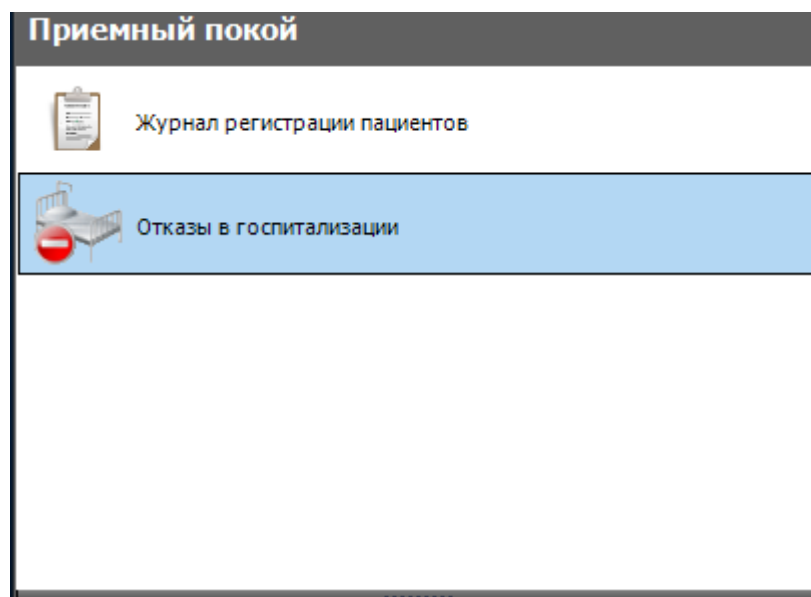 Приемный покой
Журнал регистрации пациентов
Отказы в госпитализации